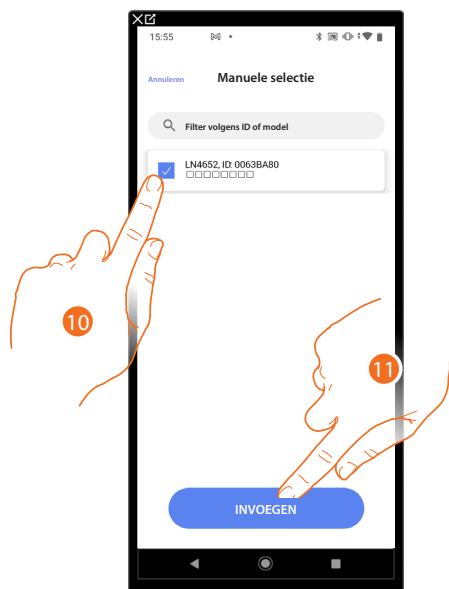 15:55
Annuleren Manuele selectie
Filter volgens ID of model
LN4652, ID: 0063BA80
□□□□□□□□
10
11
INVOEGEN